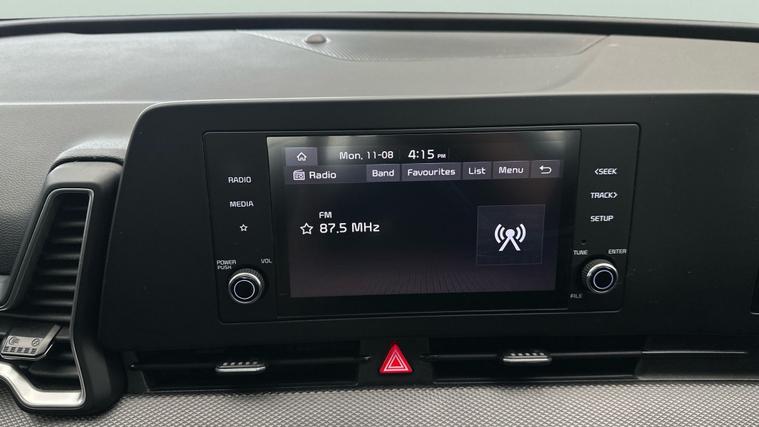 Mon, 11-08 4:15 PM
Radio Band Favourites List Menu
FM
87.5 MHz
RADIO
MEDIA
POWER
PUSH
VOL
<SEEK
TRACK>
SETUP
TUNE
ENTER
FILE